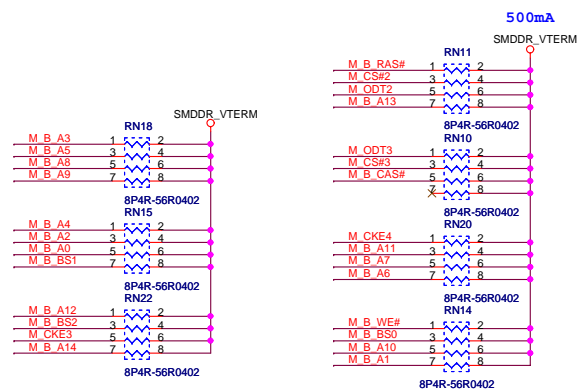 500mA
SMDDR_VTERM
RN11
M_B_RAS# 1 2
M_CS#2 3 4
M_ODT2 5 6
M_B_A13 7 8
8P4R-56R0402
RN10
M_ODT3 1 2
M_CS#3 3 4
M_B_CAS# 5 6
7 8
8P4R-56R0402
RN20
M_CKE4 1 2
M_B_A11 3 4
M_B_A7 5 6
M_B_A6 7 8
8P4R-56R0402
RN14
M_B_WE# 1 2
M_B_BS0 3 4
M_B_A10 5 6
M_B_A1 7 8
8P4R-56R0402
SMDDR_VTERM
RN18
M_B_A3 1 2
M_B_A5 3 4
M_B_A8 5 6
M_B_A9 7 8
8P4R-56R0402
RN15
M_B_A4 1 2
M_B_A2 3 4
M_B_A0 5 6
M_B_BS1 7 8
8P4R-56R0402
RN22
M_B_A12 1 2
M_B_BS2 3 4
M_CKE3 5 6
M_B_A14 7 8
8P4R-56R0402